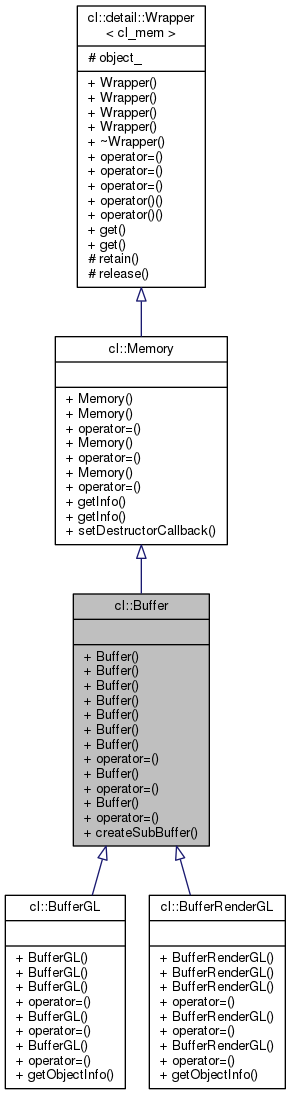 cl::detail::Wrapper
< cl_mem >
# object_
+ Wrapper()
+ Wrapper()
+ Wrapper()
+ Wrapper()
+ ~Wrapper()
+ operator=()
+ operator=()
+ operator=()
+ operator()()
+ operator()()
+ get()
+ get()
# retain()
# release()
cl::Memory
+ Memory()
+ Memory()
+ operator=()
+ Memory()
+ operator=()
+ Memory()
+ operator=()
+ getInfo()
+ getInfo()
+ setDestructorCallback()
cl::Buffer
+ Buffer()
+ Buffer()
+ Buffer()
+ Buffer()
+ Buffer()
+ Buffer()
+ Buffer()
+ operator=()
+ Buffer()
+ operator=()
+ Buffer()
+ operator=()
+ createSubBuffer()
cl::BufferGL
+ BufferGL()
+ BufferGL()
+ BufferGL()
+ operator=()
+ BufferGL()
+ operator=()
+ BufferGL()
+ operator=()
+ getObjectInfo()
cl::BufferRenderGL
+ BufferRenderGL()
+ BufferRenderGL()
+ BufferRenderGL()
+ operator=()
+ BufferRenderGL()
+ operator=()
+ BufferRenderGL()
+ operator=()
+ getObjectInfo()